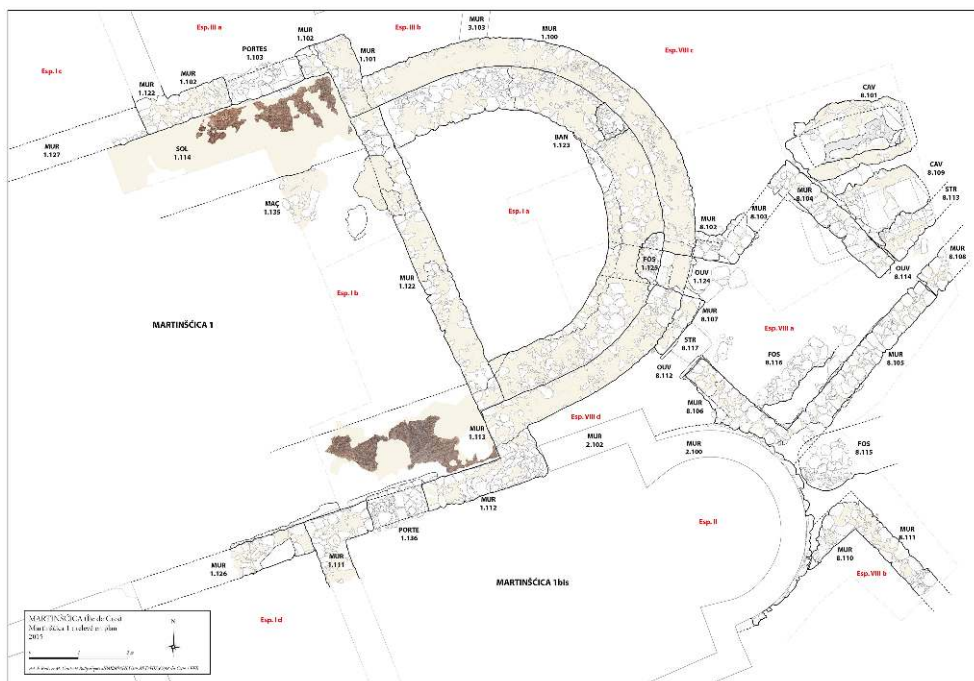 Esp. III a
Esp. III b
MUR
3.103
MUR
1.100
Esp. VIII c
MUR
1.102
PORTES
1.103
MUR
1.101
Esp. I c
MUR
1.102
MUR
1.122
CAV
8.101
MUR
1.127
SOL
1.114
BAN
1.123
CAV
8.109
MAÇ
1.125
Esp. I a
MUR
8.104
STR
8.113
MUR
8.103
MUR
8.102
MUR
8.108
FOS
1.125
OUV
1.124
OUV
8.114
MUR
1.122
Esp. I b
MUR
8.107
MARTINŠĆICA 1
Esp. VIII a
STR
8.117
FOS
8.116
OUV
8.112
MUR
8.105
MUR
8.106
Esp. VIII d
MUR
1.113
MUR
2.102
MUR
2.100
FOS
8.115
MUR
1.112
PORTE
1.136
Esp. II
MUR
8.111
MUR
1.111
MUR
8.110
MUR
1.126
MARTINŠĆICA 1bis
Esp. VIII b
Esp. I d
MARTINŠĆICA (Île de Cres)
Martinšćica 1 : relevé en plan
2015
N